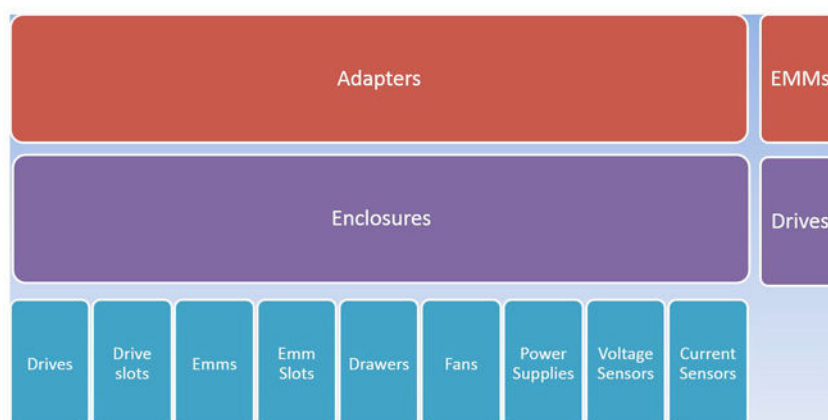 Adapters
EMMs
Enclosures
Drives
Drives
Drive
slots
Emms
Emm
Slots
Drawers
Fans
Power
Supplies
Voltage
Sensors
Current
Sensors